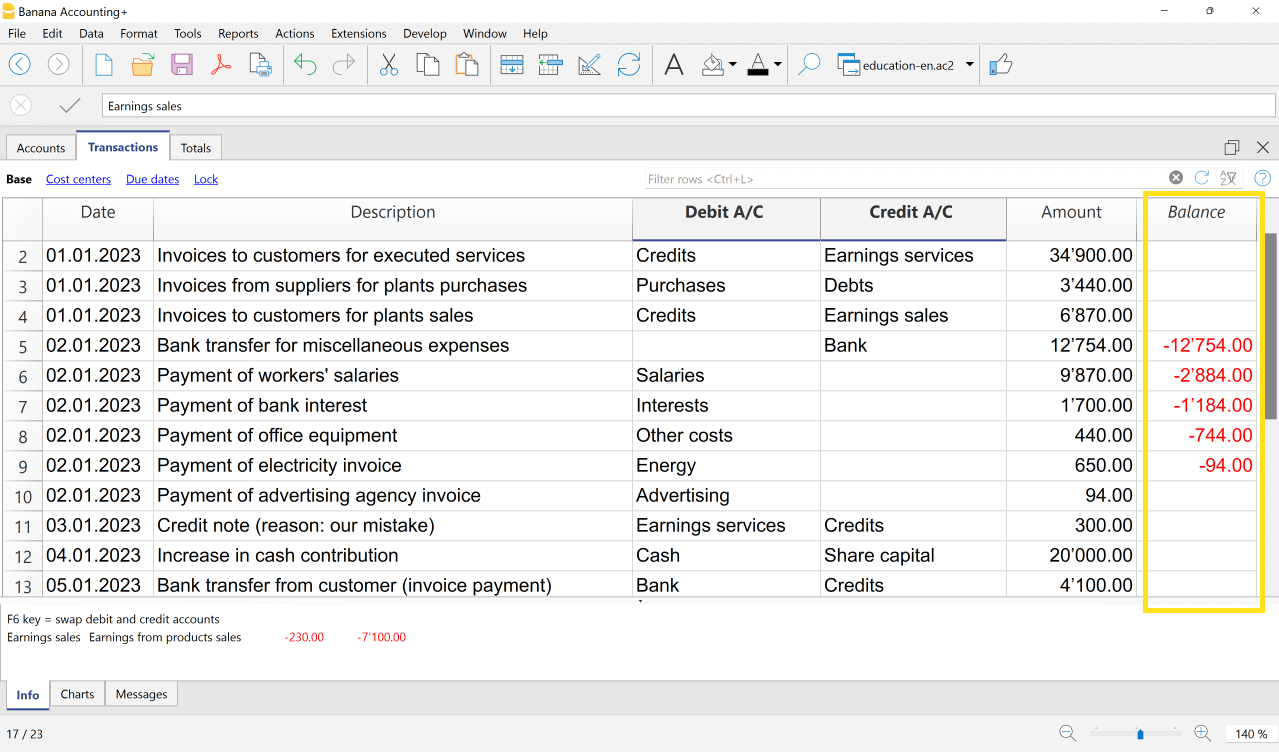 Banana Accounting+
File Edit Data Format Tools Reports Actions Extensions Develop Window Help
education-en.ac2
Earnings sales
Accounts Transactions Totals
Base Cost centers Due dates Lock Filter rows <Ctrl+L>
Date Description Debit A/C Credit A/C Amount Balance
2 01.01.2023 Invoices to customers for executed services Credits Earnings services 34’900.00
3 01.01.2023 Invoices from suppliers for plants purchases Purchases Debts 3’440.00
4 01.01.2023 Invoices to customers for plants sales Credits Earnings sales 6’870.00
5 02.01.2023 Bank transfer for miscellaneous expenses Bank 12’754.00 -12’754.00
6 02.01.2023 Payment of workers' salaries Salaries 9’870.00 -2’884.00
7 02.01.2023 Payment of bank interest Interests 1’700.00 -1’184.00
8 02.01.2023 Payment of office equipment Other costs 440.00 -744.00
9 02.01.2023 Payment of electricity invoice Energy 650.00 -94.00
10 02.01.2023 Payment of advertising agency invoice Advertising 94.00
11 03.01.2023 Credit note (reason: our mistake) Earnings services Credits 300.00
12 04.01.2023 Increase in cash contribution Cash Share capital 20’000.00
13 05.01.2023 Bank transfer from customer (invoice payment) Bank Credits 4’100.00
F6 key = swap debit and credit accounts
Earnings sales Earnings from products sales -230.00 -7’100.00
Info Charts Messages
17 / 23 140 %